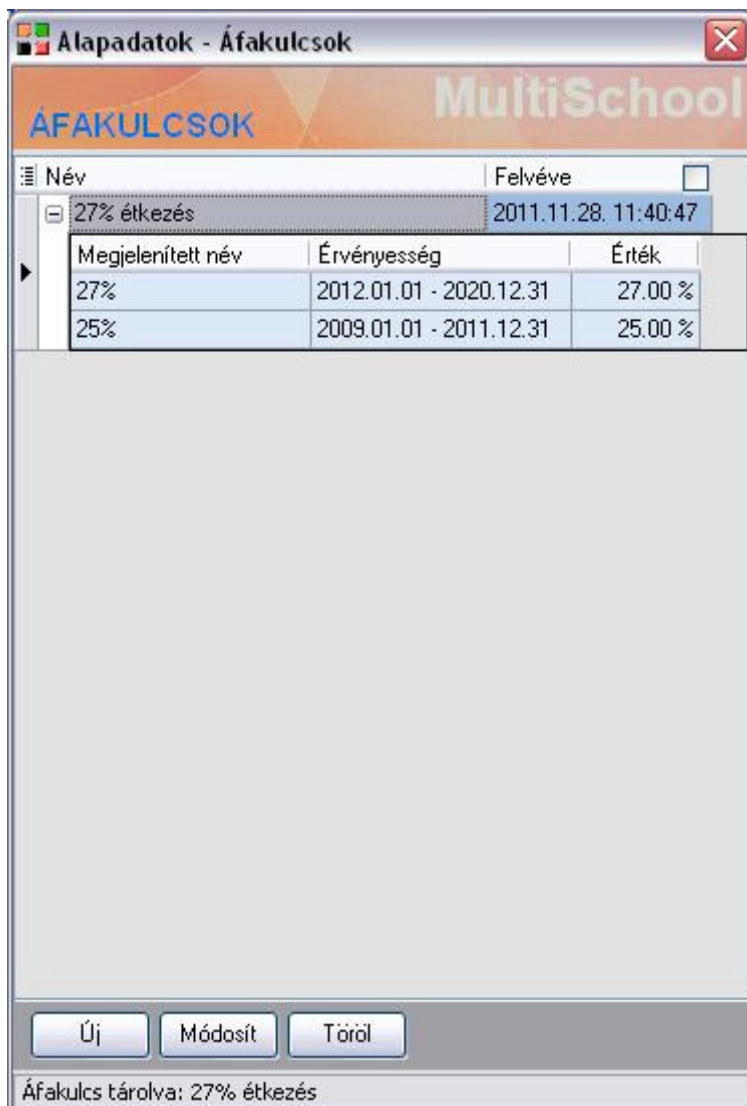 Alapadatok - Áfakulcsok
MultiSchool
ÁFAKULCSOK
Név Felvéve
27% étkezés 2011.11.28. 11:40:47
Megjelenített név Érvényesség Érték
27% 2012.01.01 - 2020.12.31 27.00 %
25% 2009.01.01 - 2011.12.31 25.00 %
Új Módosít Töröl
Áfakulcs tárolva: 27% étkezés